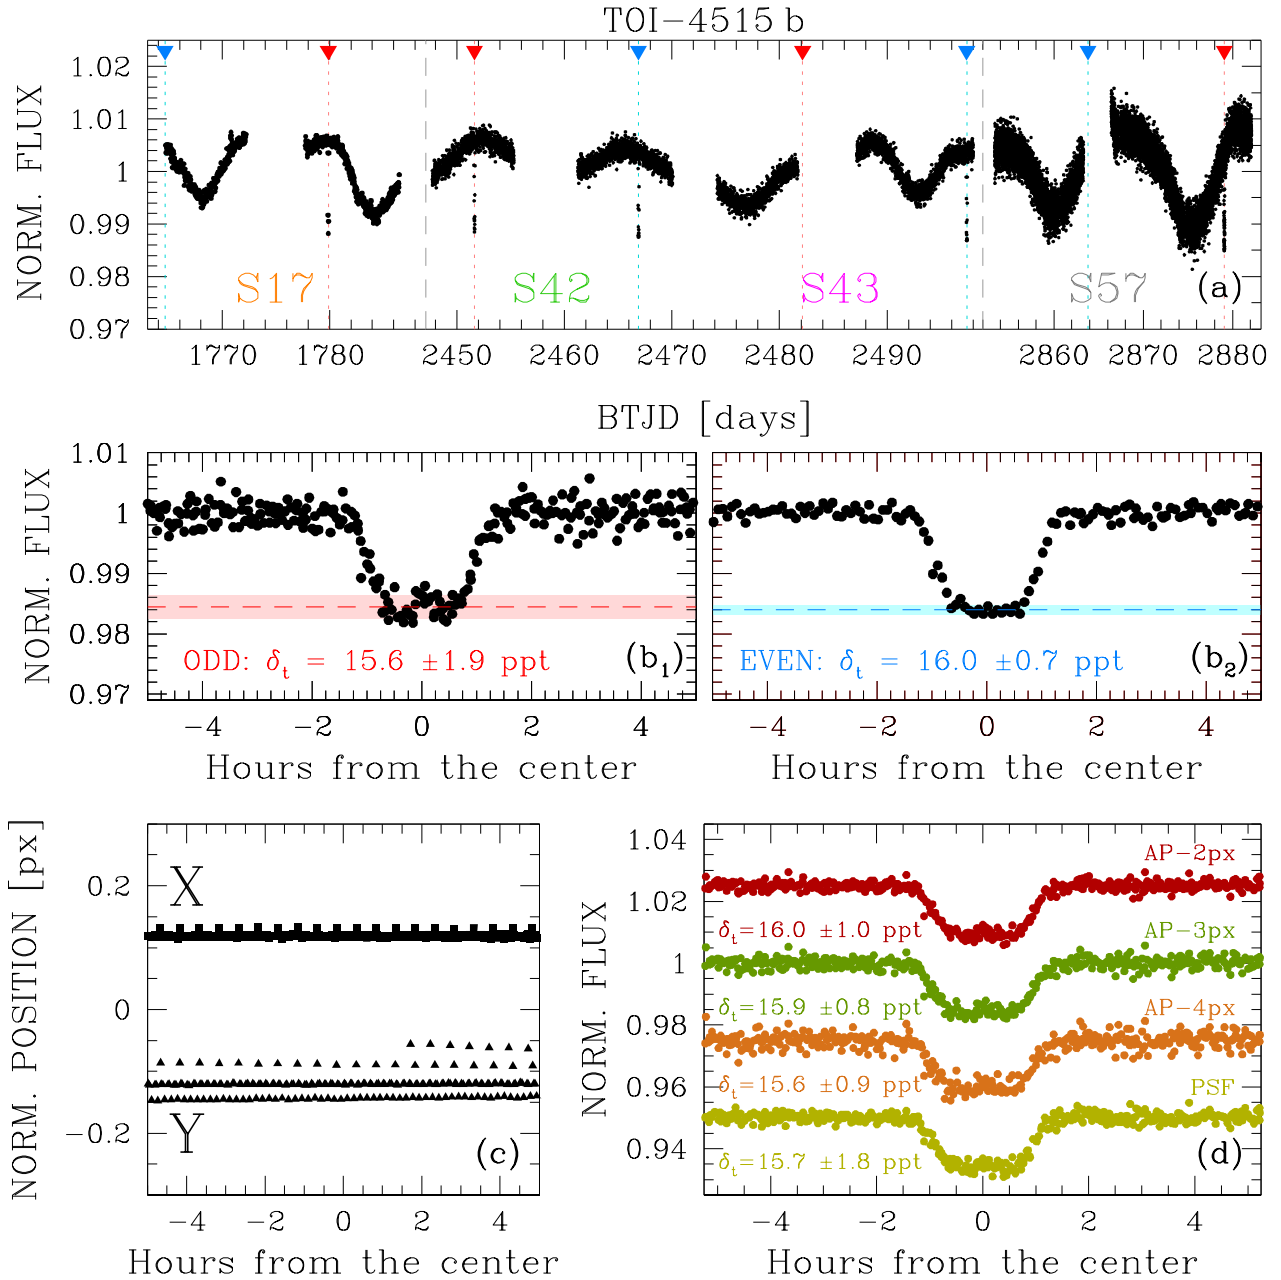 TOI-4515 b
NORM. FLUX
1.02
1.01
1
0.99
0.98
0.97
S17
S42
S43
S57
(a)
1770 1780 2450 2460 2470 2480 2490 2860 2870 2880
BTJD [days]
NORM. FLUX
1.01
1
0.99
0.98
0.97
ODD: δt = 15.6 ±1.9 ppt
(b1)
EVEN: δt = 16.0 ±0.7 ppt
(b2)
-4 -2 0 2 4
-4 -2 0 2 4
Hours from the center
Hours from the center
NORM. POSITION [px]
0.2
0
-0.2
X
Y
(c)
-4 -2 0 2 4
Hours from the center
NORM. FLUX
1.04
1.02
1
0.98
0.96
0.94
AP-2px
δt=16.0 ±1.0 ppt
AP-3px
δt=15.9 ±0.8 ppt
AP-4px
δt=15.6 ±0.9 ppt
PSF
δt=15.7 ±1.8 ppt
(d)
-4 -2 0 2 4
Hours from the center